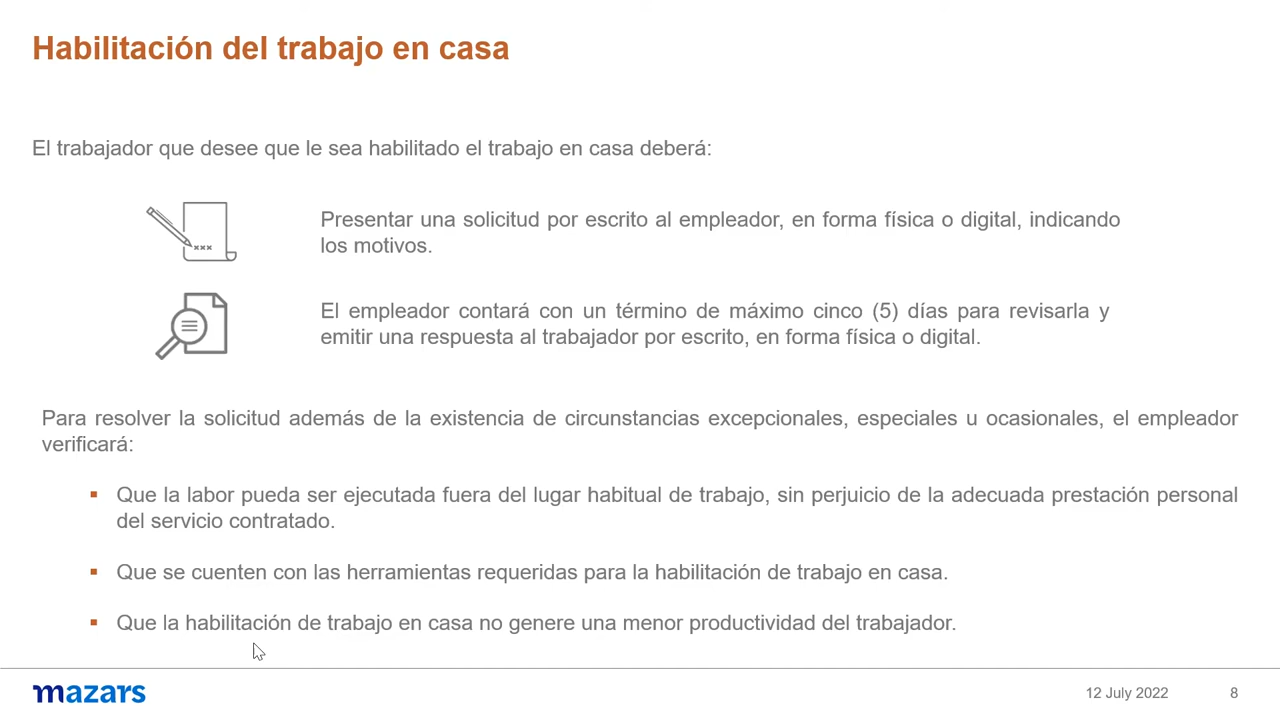 Habilitación del trabajo en casa
El trabajador que desee que le sea habilitado el trabajo en casa deberá:
Presentar una solicitud por escrito al empleador, en forma física o digital, indicando
los motivos.
El empleador contará con un término de máximo cinco (5) días para revisarla y
emitir una respuesta al trabajador por escrito, en forma física o digital.
Para resolver la solicitud además de la existencia de circunstancias excepcionales, especiales u ocasionales, el empleador
verificará:
▪ Que la labor pueda ser ejecutada fuera del lugar habitual de trabajo, sin perjuicio de la adecuada prestación personal
del servicio contratado.
▪ Que se cuenten con las herramientas requeridas para la habilitación de trabajo en casa.
▪ Que la habilitación de trabajo en casa no genere una menor productividad del trabajador.
mazars
12 July 2022
8